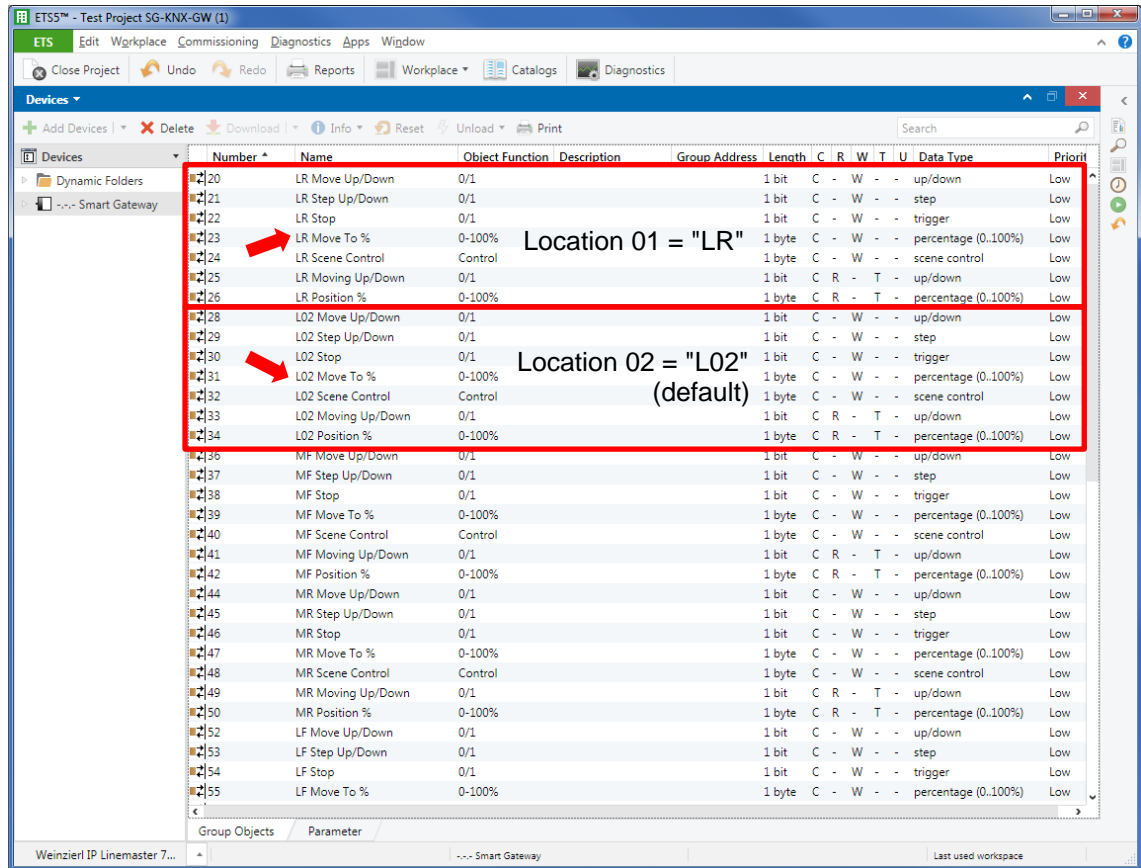 ETS5™ - Test Project SG-KNX-GW (1)
ETS Edit Workplace Commissioning Diagnostics Apps Window
Close Project Undo Redo Reports Workplace Catalogs Diagnostics
Devices
Add Devices Delete Download Info Reset Unload Print Search
Devices
Dynamic Folders
-.-.- Smart Gateway
Number Name Object Function Description Group Address Length C R W T U Data Type Priorit
20 LR Move Up/Down 0/1 1 bit C - W - - up/down Low
21 LR Step Up/Down 0/1 1 bit C - W - - step Low
22 LR Stop 0/1 1 bit C - W - - trigger Low
23 LR Move To % 0-100% 1 byte C - W - - percentage (0..100%) Low
Location 01 = "LR"
24 LR Scene Control Control 1 byte C - W - - scene control Low
25 LR Moving Up/Down 0/1 1 bit C R - T - up/down Low
26 LR Position % 0-100% 1 byte C R - T - percentage (0..100%) Low
28 L02 Move Up/Down 0/1 1 bit C - W - - up/down Low
29 L02 Step Up/Down 0/1 1 bit C - W - - step Low
30 L02 Stop 0/1 1 bit C - W - - trigger Low
Location 02 = "L02"
(default)
31 L02 Move To % 0-100% 1 byte C - W - - percentage (0..100%) Low
32 L02 Scene Control Control 1 byte C - W - - scene control Low
33 L02 Moving Up/Down 0/1 1 bit C R - T - up/down Low
34 L02 Position % 0-100% 1 byte C R - T - percentage (0..100%) Low
36 MF Move Up/Down 0/1 1 bit C - W - - up/down Low
37 MF Step Up/Down 0/1 1 bit C - W - - step Low
38 MF Stop 0/1 1 bit C - W - - trigger Low
39 MF Move To % 0-100% 1 byte C - W - - percentage (0..100%) Low
40 MF Scene Control Control 1 byte C - W - - scene control Low
41 MF Moving Up/Down 0/1 1 bit C R - T - up/down Low
42 MF Position % 0-100% 1 byte C R - T - percentage (0..100%) Low
44 MR Move Up/Down 0/1 1 bit C - W - - up/down Low
45 MR Step Up/Down 0/1 1 bit C - W - - step Low
46 MR Stop 0/1 1 bit C - W - - trigger Low
47 MR Move To % 0-100% 1 byte C - W - - percentage (0..100%) Low
48 MR Scene Control Control 1 byte C - W - - scene control Low
49 MR Moving Up/Down 0/1 1 bit C R - T - up/down Low
50 MR Position % 0-100% 1 byte C R - T - percentage (0..100%) Low
52 LF Move Up/Down 0/1 1 bit C - W - - up/down Low
53 LF Step Up/Down 0/1 1 bit C - W - - step Low
54 LF Stop 0/1 1 bit C - W - - trigger Low
55 LF Move To % 0-100% 1 byte C - W - - percentage (0..100%) Low
Group Objects Parameter
Weinzierl IP Linemaster 7... -.-.- Smart Gateway Last used workspace